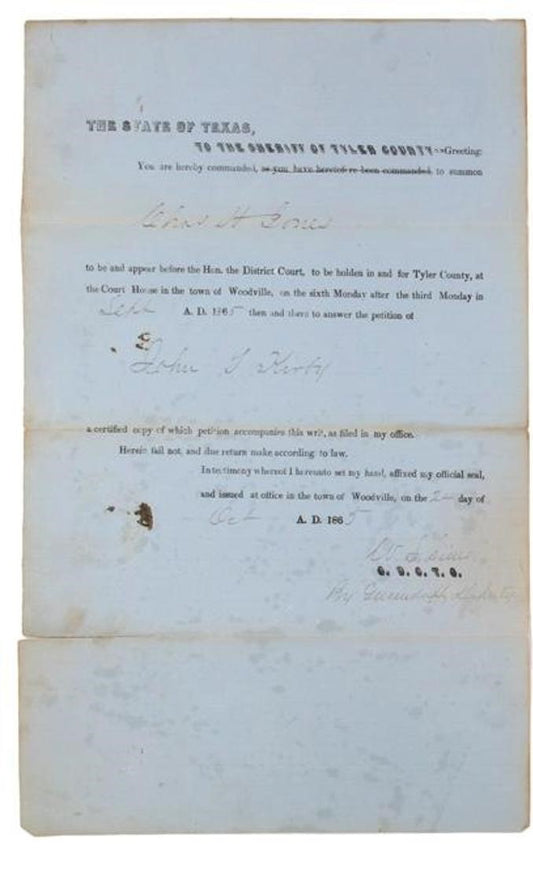 THE STATE OF TEXAS,
TO THE SHERIFF OF TYLER COUNTY--Greeting:
You are hereby commanded, as you have heretofore been commanded, to summon
Chas H Jones
to be and appear before the Hon. the District Court, to be holden in and for Tyler County, at
the Court House in the town of Woodville, on the sixth Monday after the third Monday in
Sept A. D. 1865 then and there to answer the petition of
John T Kirby
a certified copy of which petition accompanies this writ, as filed in my office.
Herein fail not, and due return make according to law.
In testimony whereof I hereunto set my hand, affixed my official seal,
and issued at office in the town of Woodville, on the 2 day of
Oct A. D. 1865
C. D. C. T. C.
By Deputy